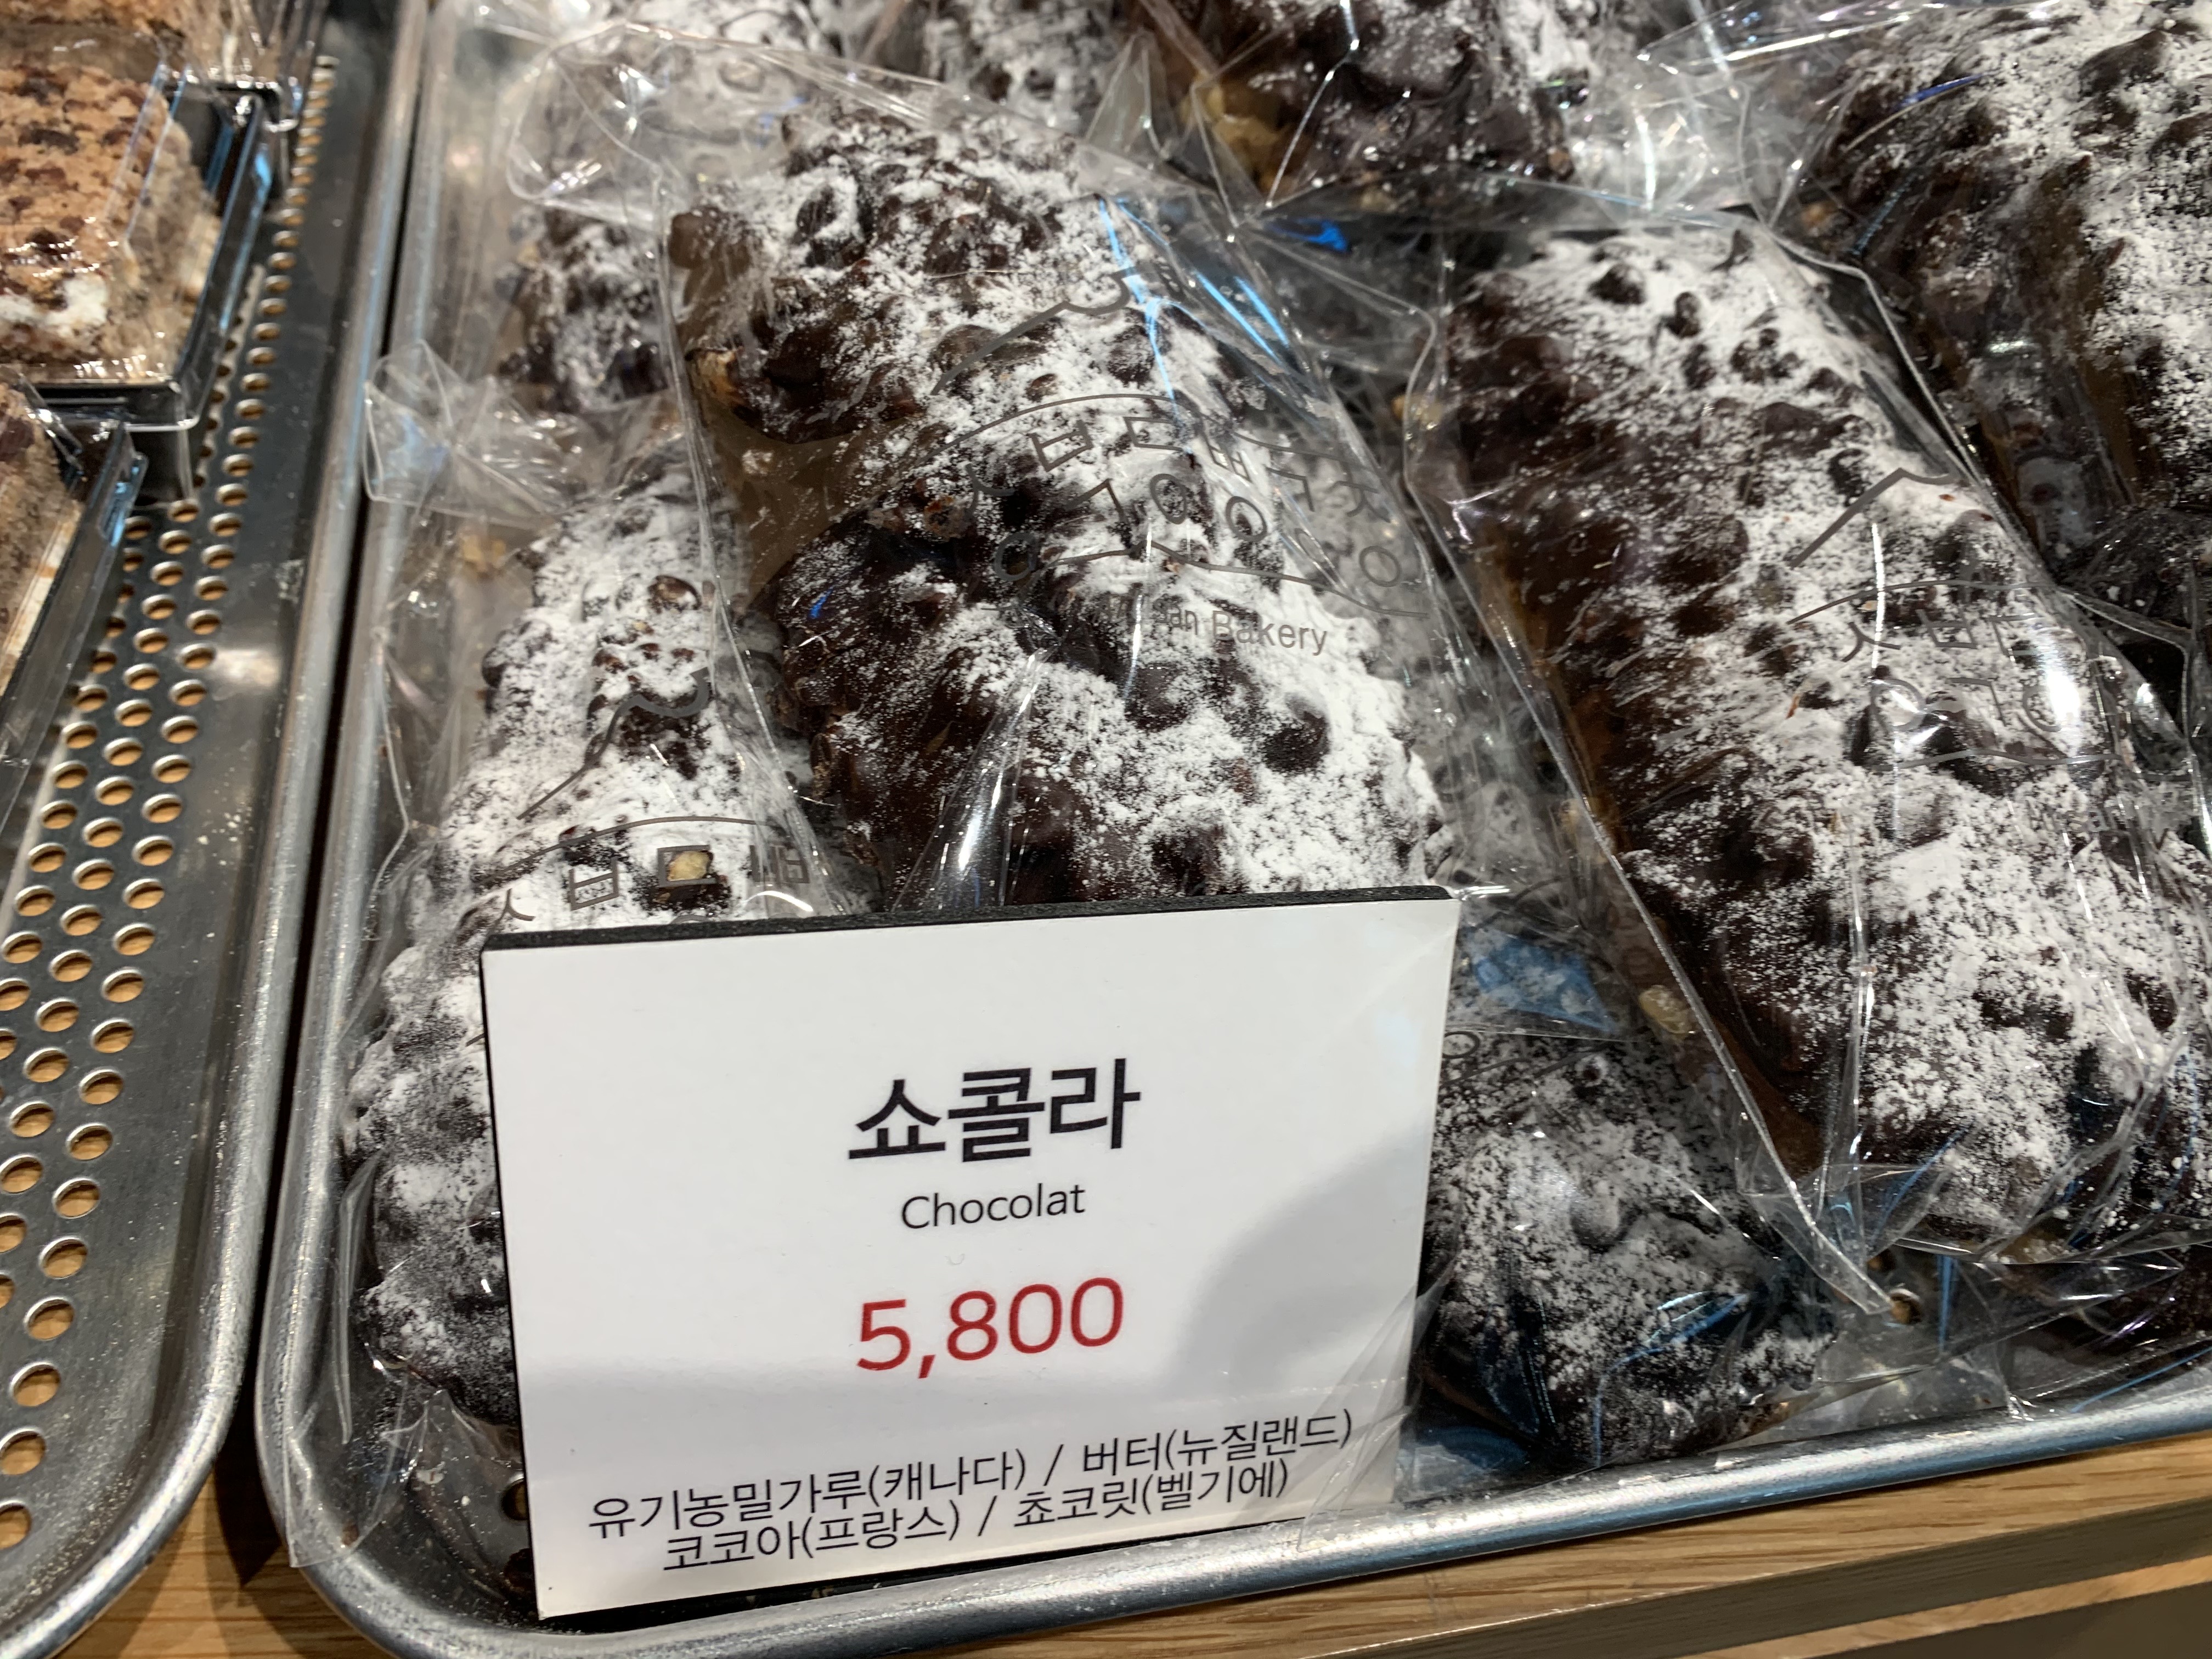 Bakery
쇼콜라
Chocolat
5,800
유기농밀가루(캐나다) / 버터(뉴질랜드)
코코아(프랑스) / 쵸코릿(벨기에)